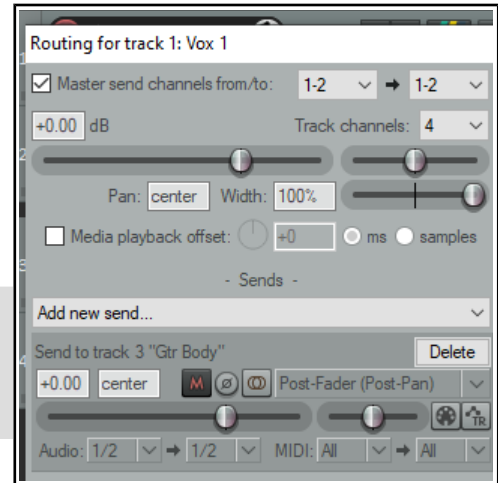 Routing for track 1: Vox 1
Master send channels from/to: 1-2 → 1-2
+0.00 dB Track channels: 4
Pan: center Width: 100%
Media playback offset: +0 ms samples
- Sends -
Add new send...
Send to track 3 "Gtr Body" Delete
+0.00 center M Ø Post-Fader (Post-Pan)
TR
Audio: 1/2 → 1/2 MIDI: All → All